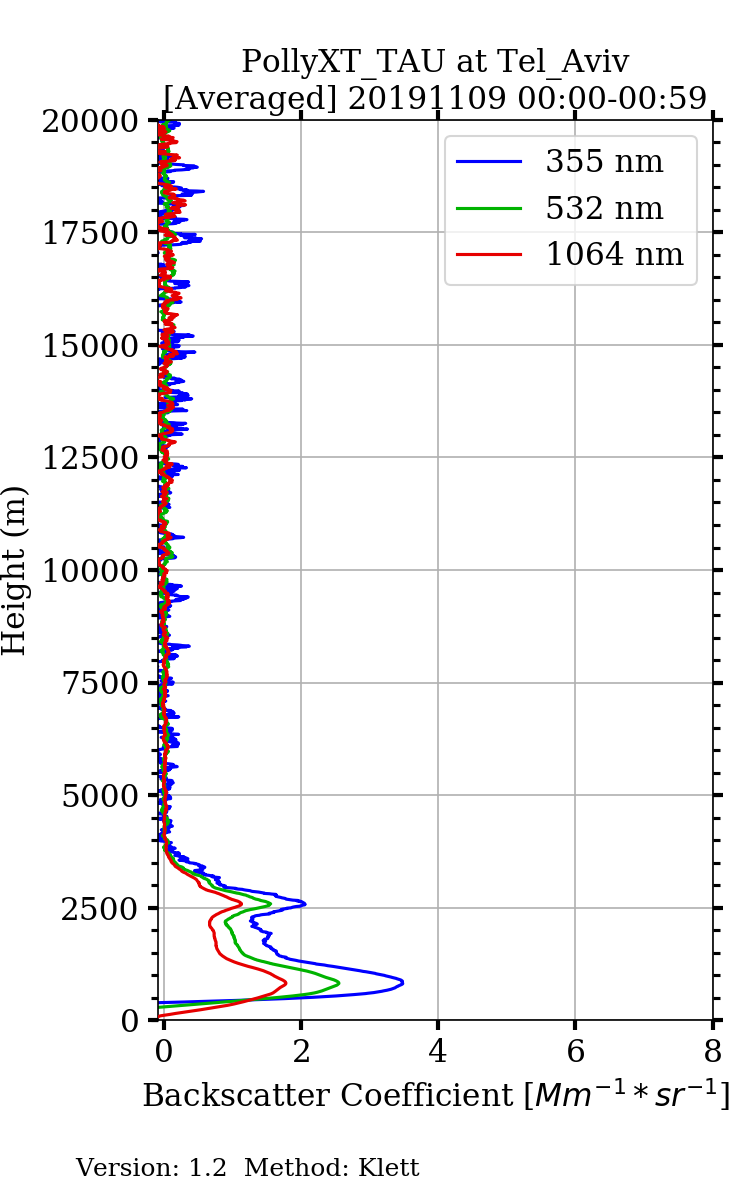 PollyXT_TAU at Tel_Aviv
[Averaged] 20191109 00:00-00:59
355 nm
532 nm
1064 nm
Height (m)
20000
17500
15000
12500
10000
7500
5000
2500
0
0 2 4 6 8
Backscatter Coefficient [Mm⁻¹ * sr⁻¹]
Version: 1.2 Method: Klett